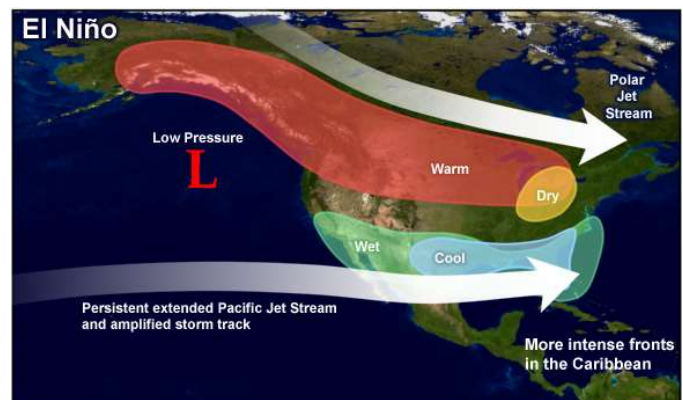 El Niño
Polar
Jet
Stream
Low Pressure
L
Warm
Dry
Wet
Cool
Persistent extended Pacific Jet Stream
and amplified storm track
More intense fronts
in the Caribbean